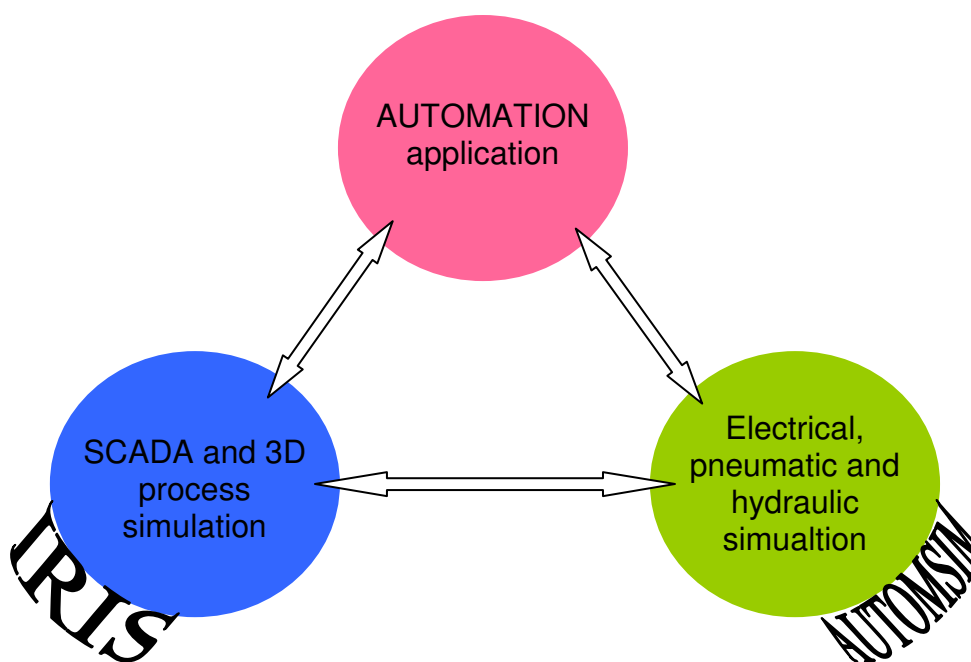 AUTOMATION
application
SCADA and 3D
process
simulation
IRIS
Electrical,
pneumatic and
hydraulic
simualtion
AUTOMSIM